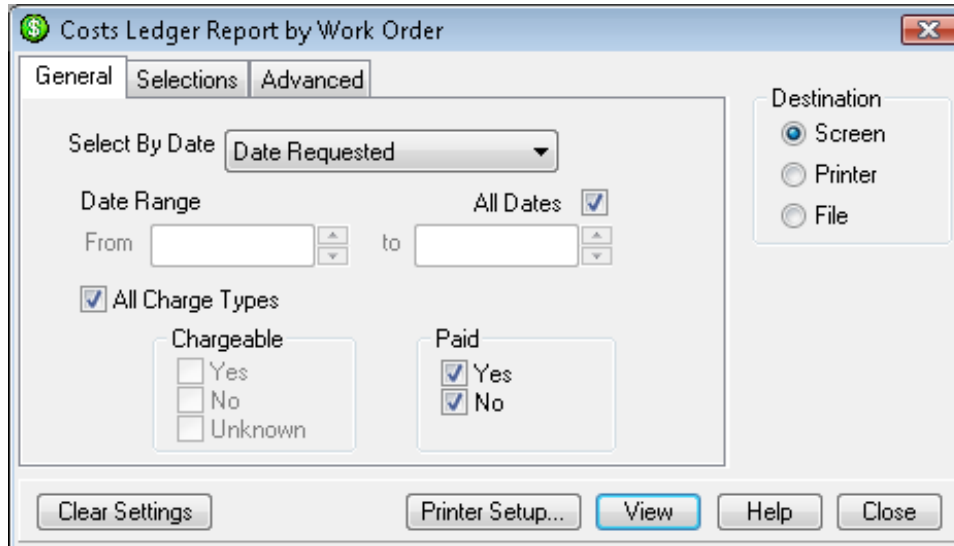 Costs Ledger Report by Work Order
General Selections Advanced
Destination
Screen
Printer
File
Select By Date Date Requested
Date Range All Dates
From to
All Charge Types
Chargeable
Yes
No
Unknown
Paid
Yes
No
Clear Settings Printer Setup... View Help Close